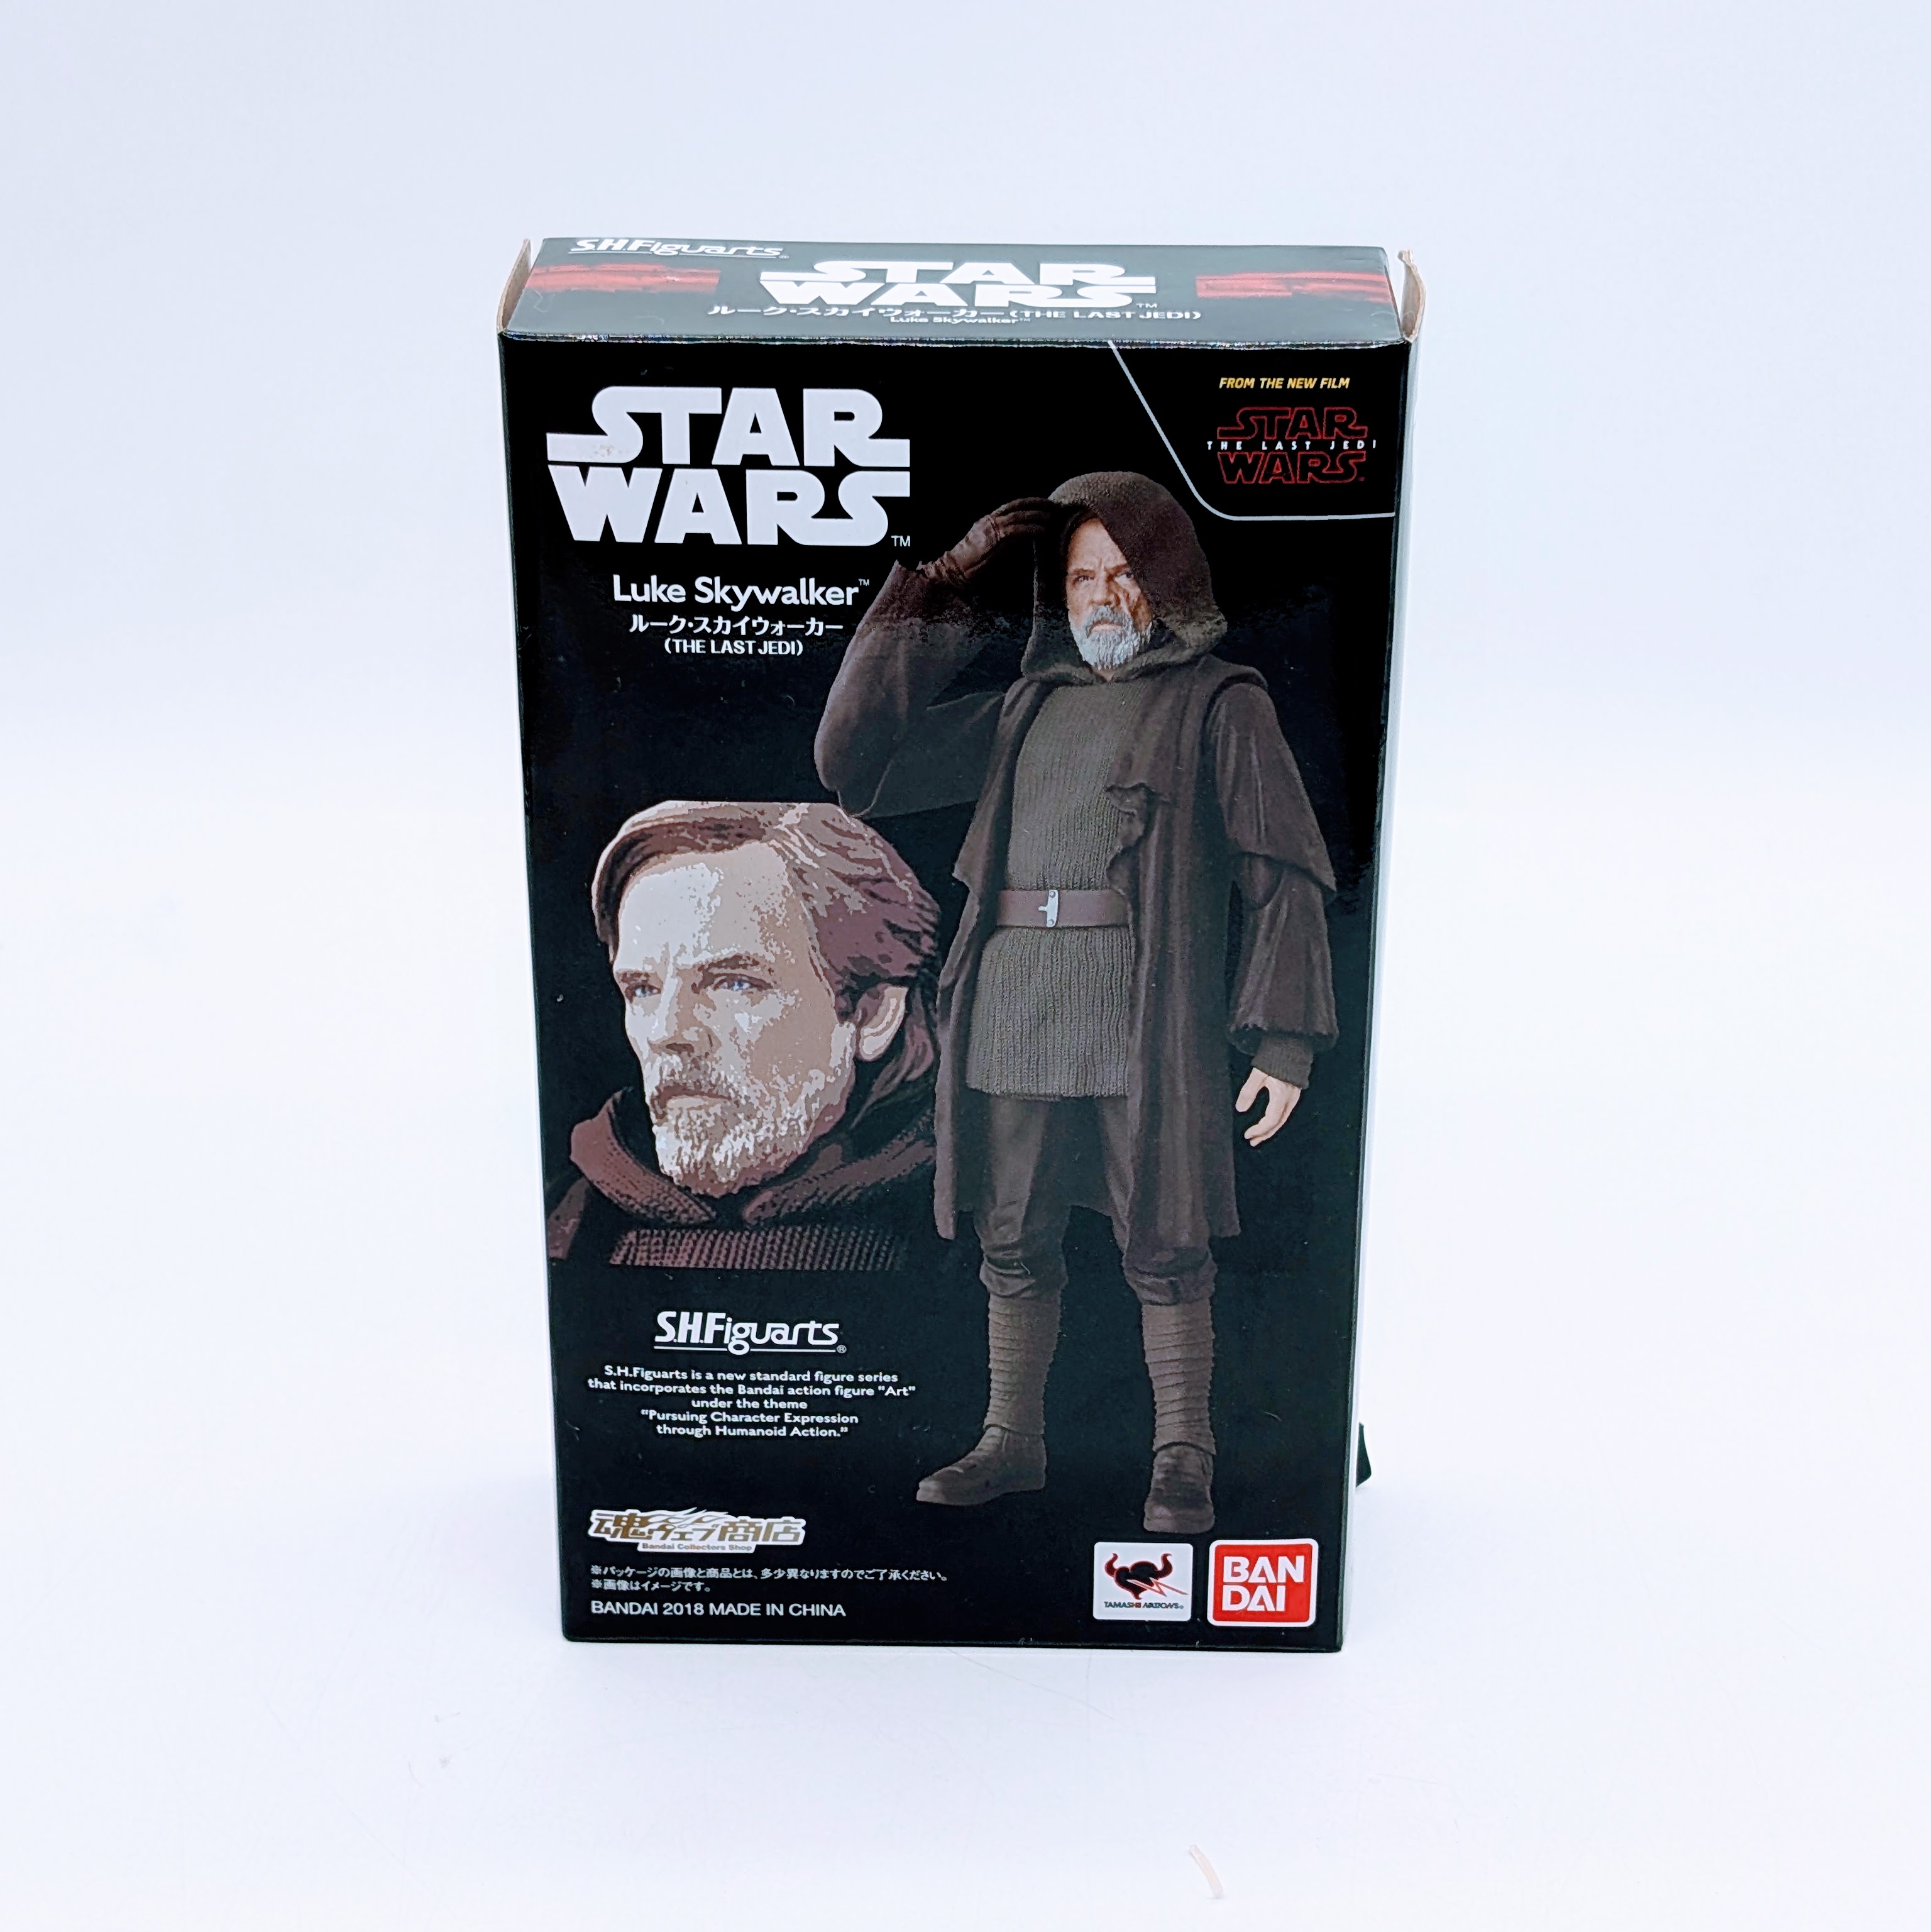 S.H.Figuarts®
STAR
WARS™
ルーク・スカイウォーカー(THE LAST JEDI)
Luke Skywalker™
STAR
WARS™
FROM THE NEW FILM
STAR
THE LAST JEDI
WARS
Luke Skywalker™
ルーク・スカイウォーカー
(THE LAST JEDI)
S.H.Figuarts®
S.H.Figuarts is a new standard figure series
that incorporates the Bandai action figure "Art"
under the theme
"Pursuing Character Expression
through Humanoid Action."
魂ウェブ商店
Bandai Collectors Shop
※パッケージの画像と商品とは、多少異なりますのでご了承ください。
※画像はイメージです。
BANDAI 2018 MADE IN CHINA
TAMASHII NATIONS®
BAN
DAI